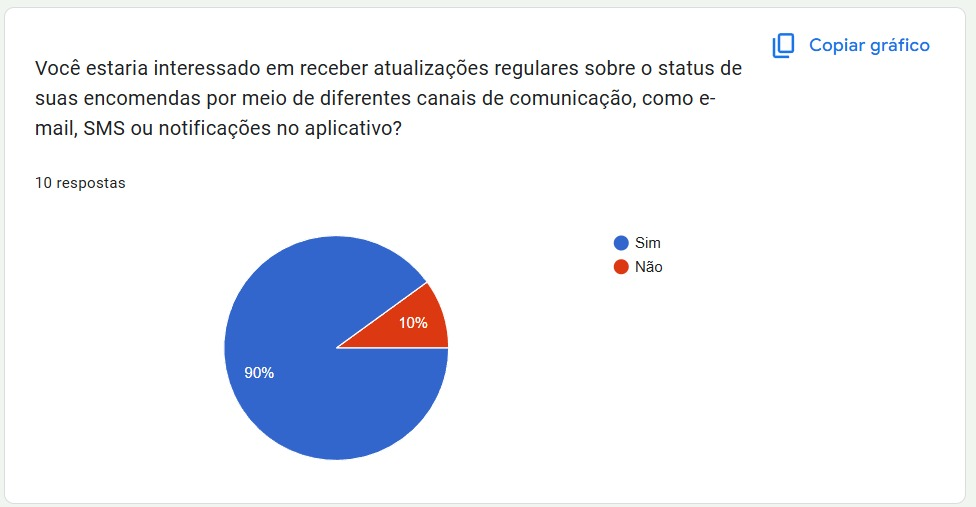 Copiar gráfico
Você estaria interessado em receber atualizações regulares sobre o status de
suas encomendas por meio de diferentes canais de comunicação, como e-
mail, SMS ou notificações no aplicativo?
10 respostas
Sim
Não
10%
90%